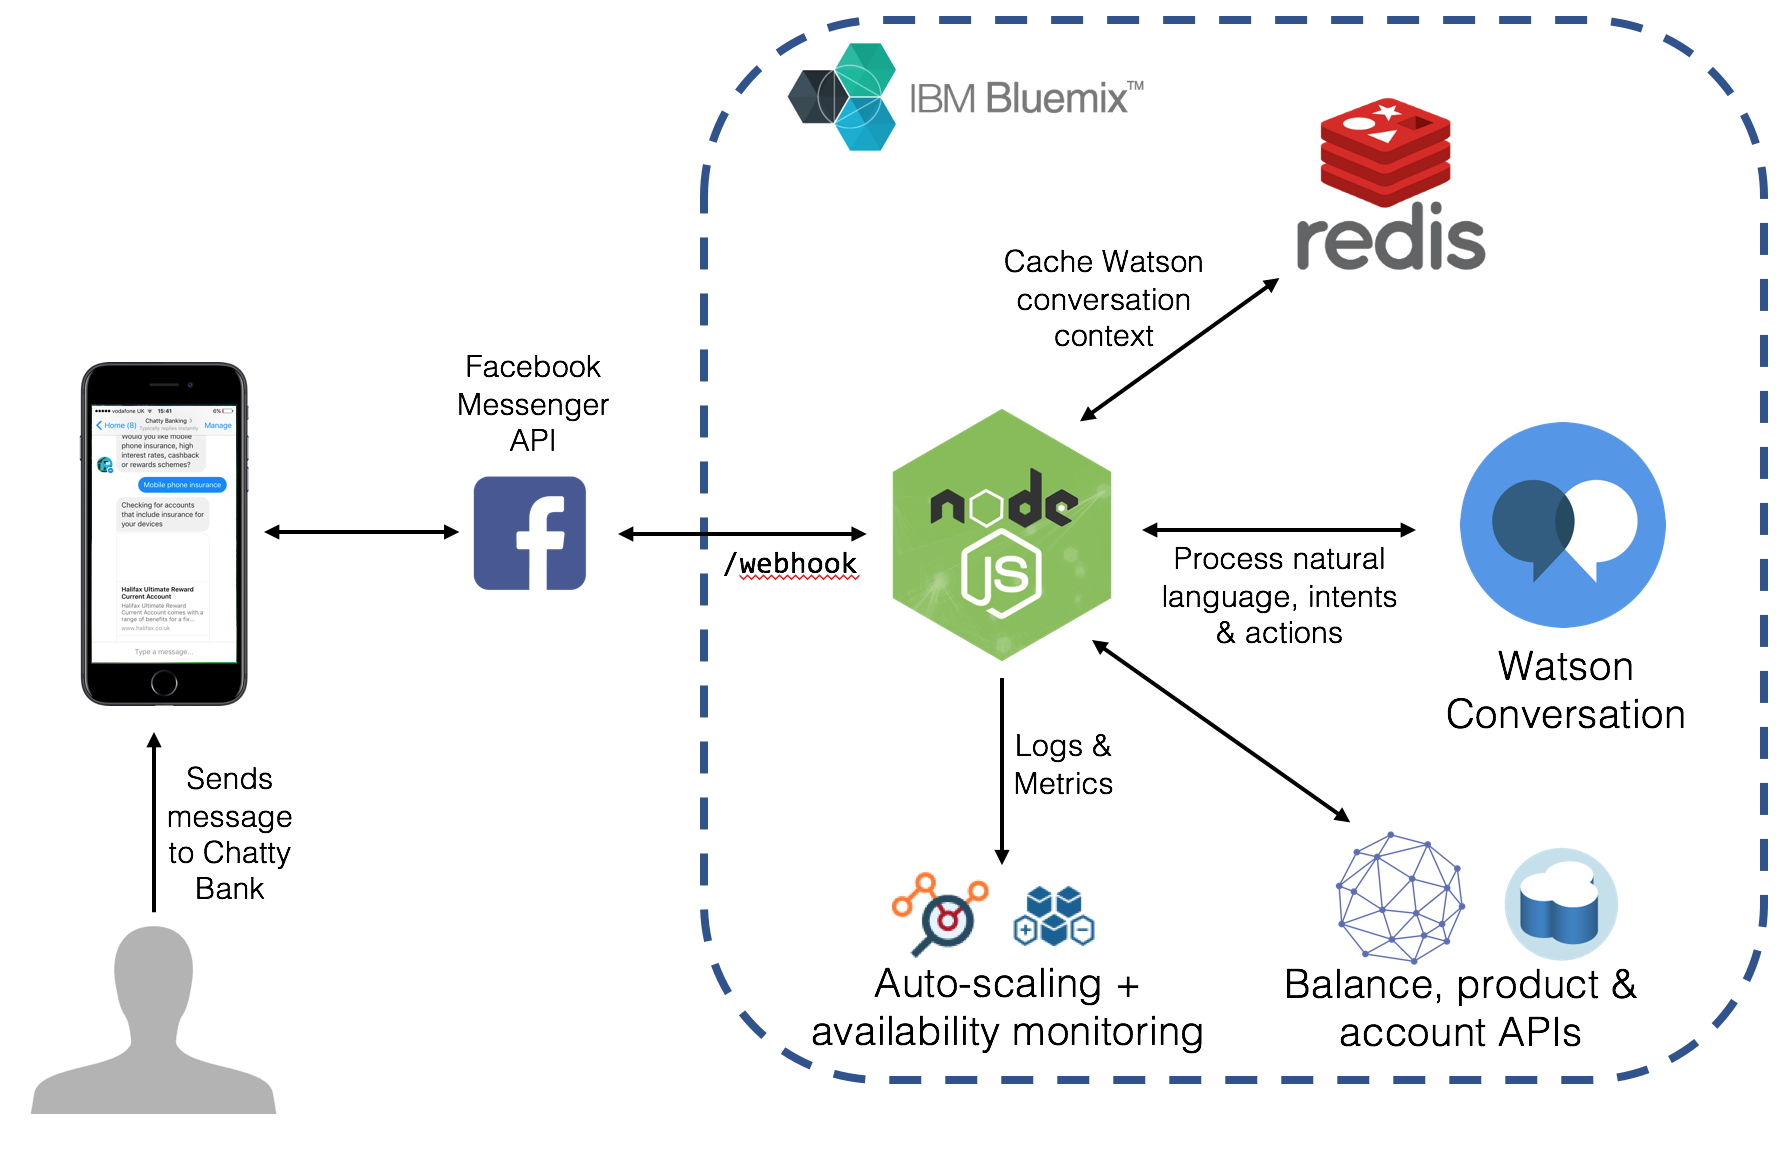 IBM Bluemix™
redis
Cache Watson
conversation
context
Facebook
Messenger
API
vodafone UK
15:41
6%
Home (8)
Chatty Banking
Typically replies instantly
Manage
Would you like mobile
phone insurance, high
interest rates, cashback
or rewards schemes?
Mobile phone insurance
Checking for accounts
that include insurance for
your devices
Halifax Ultimate Reward
Current Account
Halifax Ultimate Reward
Current Account comes with a
range of benefits for a fix...
www.halifax.co.uk
Type a message...
/webhook
node
JS
Process natural
language, intents
& actions
Watson
Conversation
Logs &
Metrics
Sends
message
to Chatty
Bank
Auto-scaling +
availability monitoring
Balance, product &
account APIs